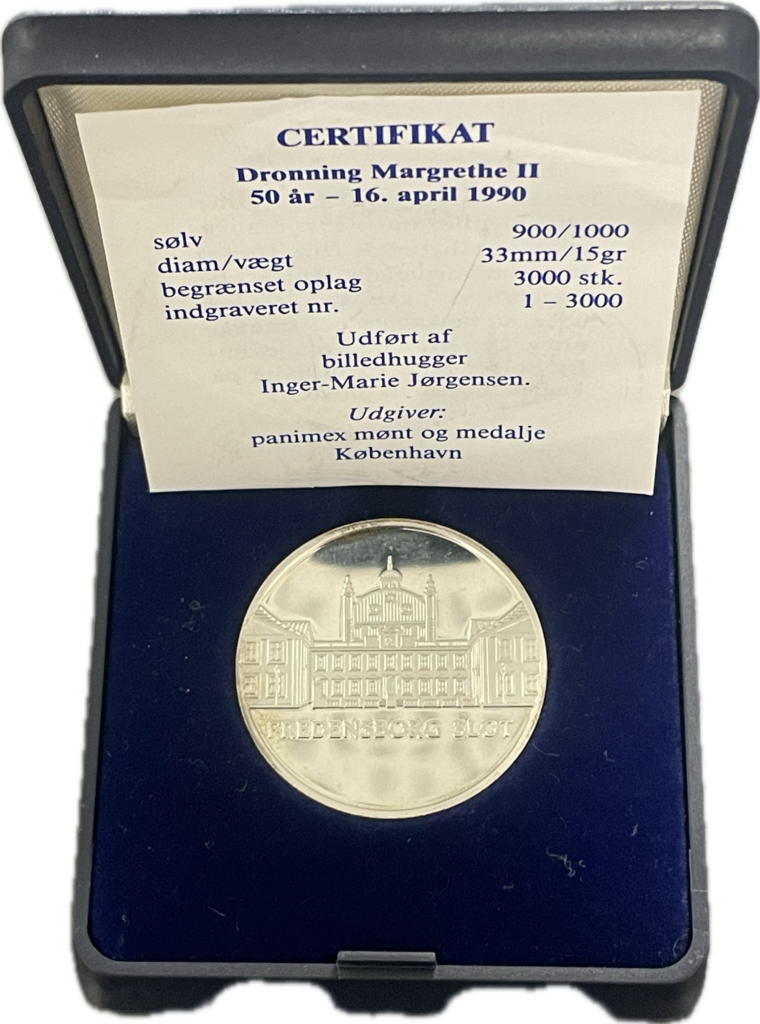 CERTIFIKAT
Dronning Margrethe II
50 år – 16. april 1990
sølv 900/1000
diam/vægt 33mm/15gr
begrænset oplag 3000 stk.
indgraveret nr. 1 – 3000
Udført af
billedhugger
Inger-Marie Jørgensen.
Udgiver:
panimex mønt og medalje
København
FREDENSBORG SLOT